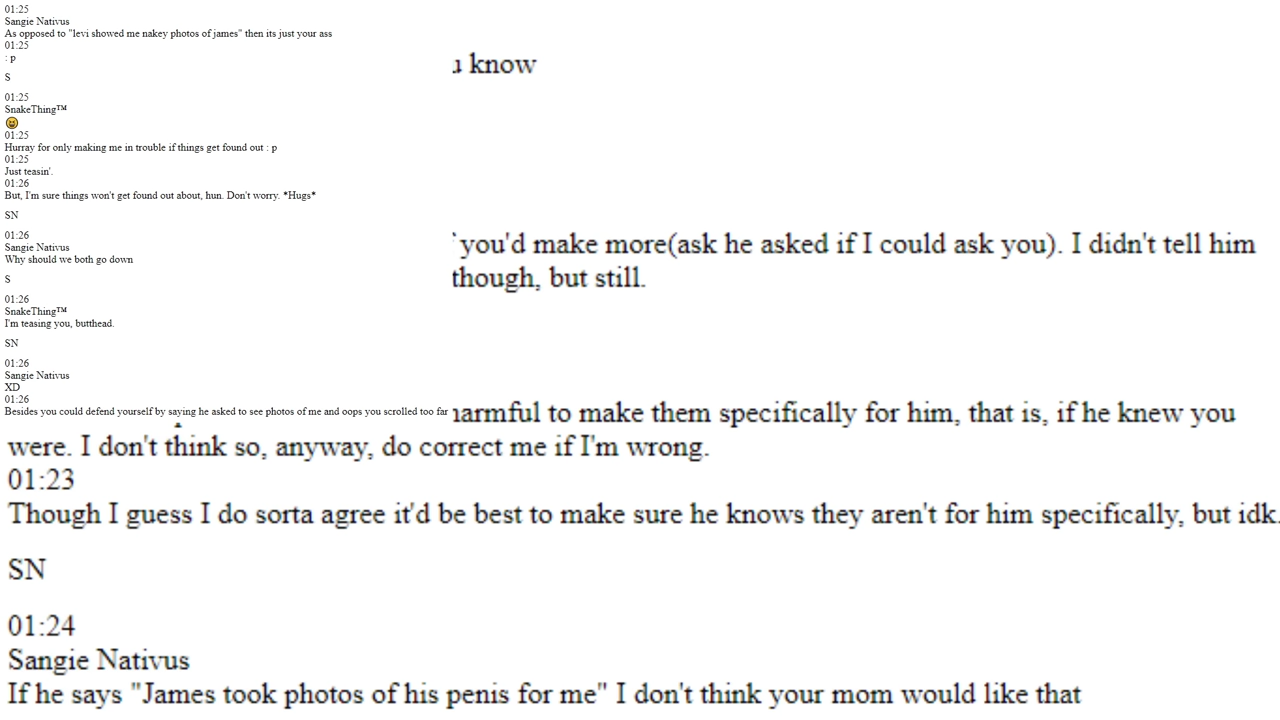 01:25
Sangie Nativus
As opposed to "levi showed me nakey photos of james" then its just your ass
01:25
: p
S
01:25
SnakeThing™
😀
01:25
Hurray for only making me in trouble if things get found out : p
01:25
Just teasin'.
01:26
But, I'm sure things won't get found out about, hun. Don't worry. *Hugs*
SN
01:26
Sangie Nativus
Why should we both go down
S
01:26
SnakeThing™
I'm teasing you, butthead.
SN
01:26
Sangie Nativus
XD
01:26
Besides you could defend yourself by saying he asked to see photos of me and oops you scrolled too far
know
you'd make more(ask he asked if I could ask you). I didn't tell him
though, but still.
to make them specifically for him, that is, if he knew you
were. I don't think so, anyway, do correct me if I'm wrong.
01:23
Though I guess I do sorta agree it'd be best to make sure he knows they aren't for him specifically, but idk.
SN
01:24
Sangie Nativus
If he says "James took photos of his penis for me" I don't think your mom would like that